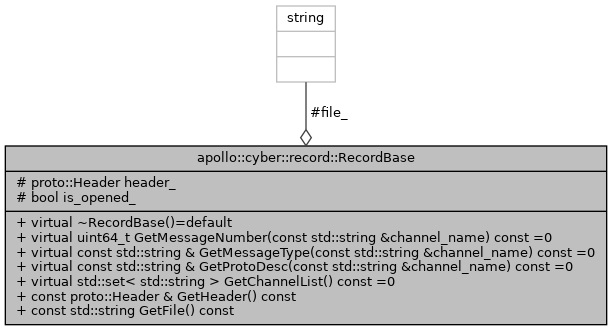 string
#file_
apollo::cyber::record::RecordBase
# proto::Header header_
# bool is_opened_
+ virtual ~RecordBase()=default
+ virtual uint64_t GetMessageNumber(const std::string &channel_name) const =0
+ virtual const std::string & GetMessageType(const std::string &channel_name) const =0
+ virtual const std::string & GetProtoDesc(const std::string &channel_name) const =0
+ virtual std::set< std::string > GetChannelList() const =0
+ const proto::Header & GetHeader() const
+ const std::string GetFile() const